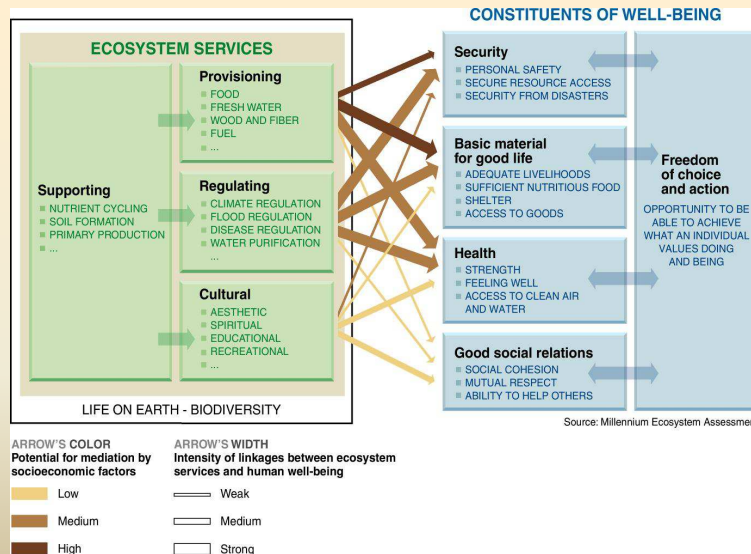 CONSTITUENTS OF WELL-BEING
ECOSYSTEM SERVICES
Supporting
NUTRIENT CYCLING
SOIL FORMATION
PRIMARY PRODUCTION
...
Provisioning
FOOD
FRESH WATER
WOOD AND FIBER
FUEL
...
Regulating
CLIMATE REGULATION
FLOOD REGULATION
DISEASE REGULATION
WATER PURIFICATION
...
Cultural
AESTHETIC
SPIRITUAL
EDUCATIONAL
RECREATIONAL
...
LIFE ON EARTH - BIODIVERSITY
Security
PERSONAL SAFETY
SECURE RESOURCE ACCESS
SECURITY FROM DISASTERS
Basic material
for good life
ADEQUATE LIVELIHOODS
SUFFICIENT NUTRITIOUS FOOD
SHELTER
ACCESS TO GOODS
Health
STRENGTH
FEELING WELL
ACCESS TO CLEAN AIR
AND WATER
Good social relations
SOCIAL COHESION
MUTUAL RESPECT
ABILITY TO HELP OTHERS
Freedom
of choice
and action
OPPORTUNITY TO BE
ABLE TO ACHIEVE
WHAT AN INDIVIDUAL
VALUES DOING
AND BEING
Source: Millennium Ecosystem Assessmen
ARROW'S COLOR
Potential for mediation by
socioeconomic factors
Low
Medium
High
ARROW'S WIDTH
Intensity of linkages between ecosystem
services and human well-being
Weak
Medium
Strong